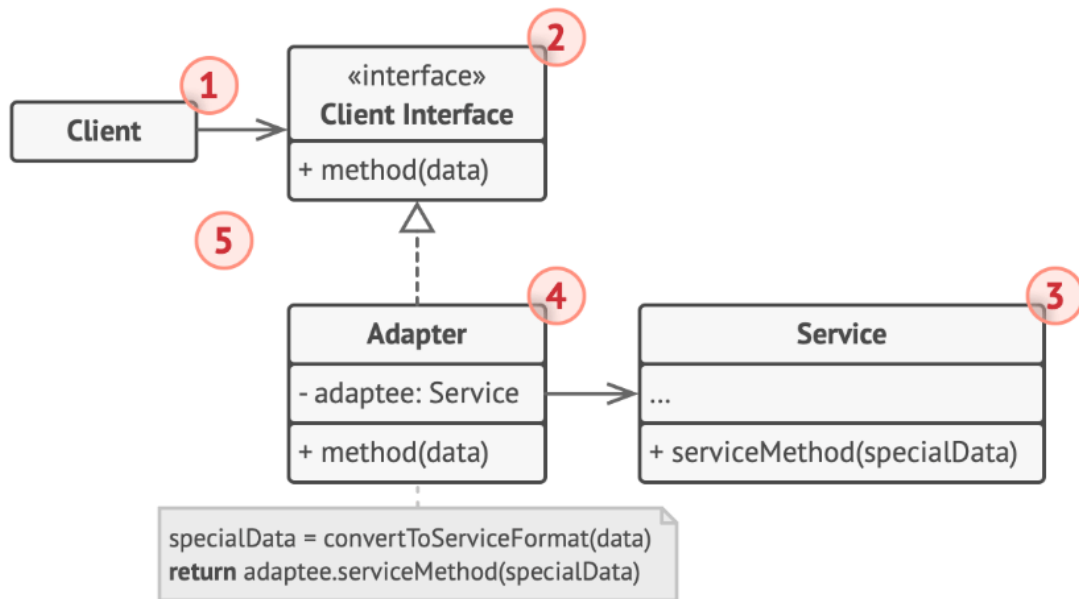 1
2
«interface»
Client Interface
Client
+ method(data)
5
4
3
Adapter
Service
- adaptee: Service
...
+ method(data)
+ serviceMethod(specialData)
specialData = convertToServiceFormat(data)
return adaptee.serviceMethod(specialData)